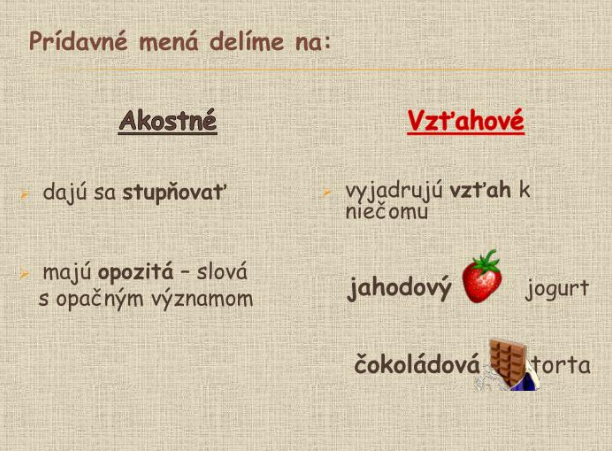 Prídavné mená delíme na:
Akostné
dajú sa stupňovať
majú opozitá – slová
s opačným významom
Vzťahové
vyjadrujú vzťah k
niečomu
jahodový jogurt
čokoládová torta